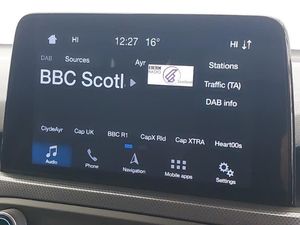 HI 12:27 16° HI
DAB Sources Ayr
Stations
BBC Scotl
Traffic (TA)
DAB info
ClydeAyr Cap UK BBC R1 CapX Rld Cap XTRA Heart00s
Audio Phone Navigation Mobile apps Settings